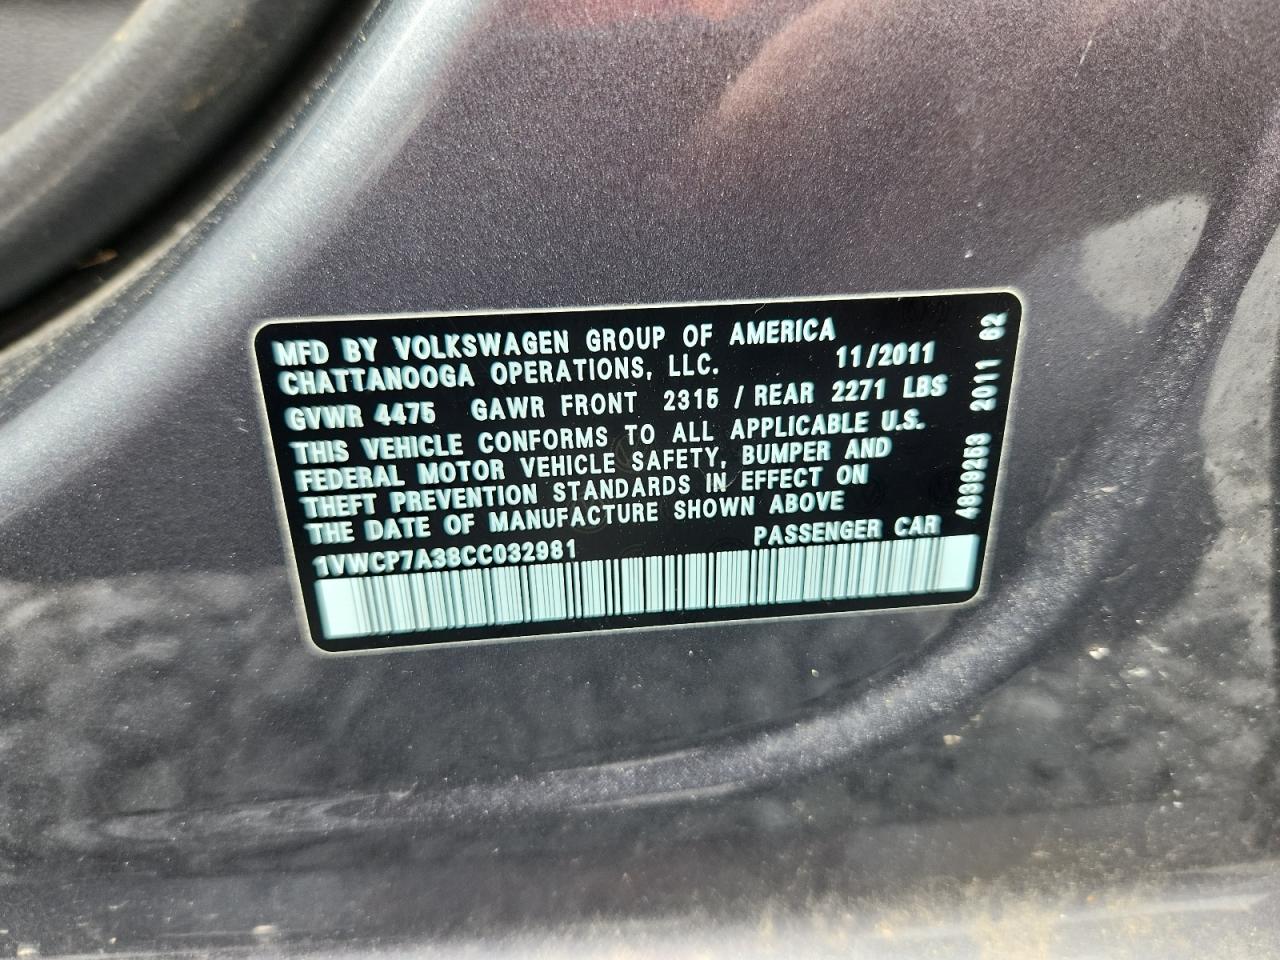 MFD BY VOLKSWAGEN GROUP OF AMERICA
CHATTANOOGA OPERATIONS, LLC. 11/2011
GVWR 4475 GAWR FRONT 2315 / REAR 2271 LBS
THIS VEHICLE CONFORMS TO ALL APPLICABLE U.S.
FEDERAL MOTOR VEHICLE SAFETY, BUMPER AND
THEFT PREVENTION STANDARDS IN EFFECT ON
THE DATE OF MANUFACTURE SHOWN ABOVE
1VWCP7A38CC032981 PASSENGER CAR
4899253 2011 02